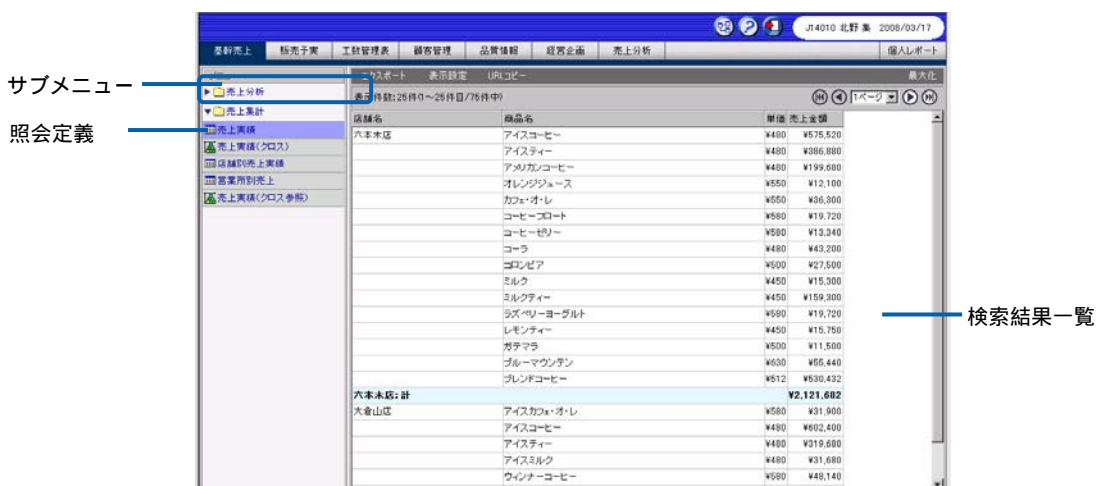 J14010 北野 集 2008/03/17
基幹売上 販売予実 工数管理表 顧客管理 品質情報 経営企画 売上分析 個人レポート
エクスポート 表示設定 URLコピー 最大化
サブメニュー
売上分析
表示件数:25件(1〜25件目/75件中) 1ページ
売上集計
店舗名 商品名 単価 売上金額
照会定義
売上実績
売上実績(クロス)
店舗別売上実績
営業所別売上
売上実績(クロス参照)
六本木店 アイスコーヒー ¥480 ¥575,520
アイスティー ¥480 ¥386,880
アメリカンコーヒー ¥480 ¥199,680
オレンジジュース ¥550 ¥12,100
カフェ・オ・レ ¥550 ¥36,300
コーヒーフロート ¥580 ¥19,720
コーヒーゼリー ¥580 ¥13,340
コーラ ¥480 ¥43,200
コロンビア ¥500 ¥27,500
ミルク ¥450 ¥15,300
ミルクティー ¥450 ¥159,300
ラズベリーヨーグルト ¥580 ¥19,720
検索結果一覧
レモンティー ¥450 ¥15,750
ガテマラ ¥500 ¥11,500
ブルーマウンテン ¥630 ¥55,440
ブレンドコーヒー ¥512 ¥530,432
六本木店:計 ¥2,121,682
大倉山店 アイスカフェ・オ・レ ¥580 ¥31,900
アイスコーヒー ¥480 ¥602,400
アイスティー ¥480 ¥319,680
アイスミルク ¥480 ¥31,680
ウィンナーコーヒー ¥580 ¥48,140